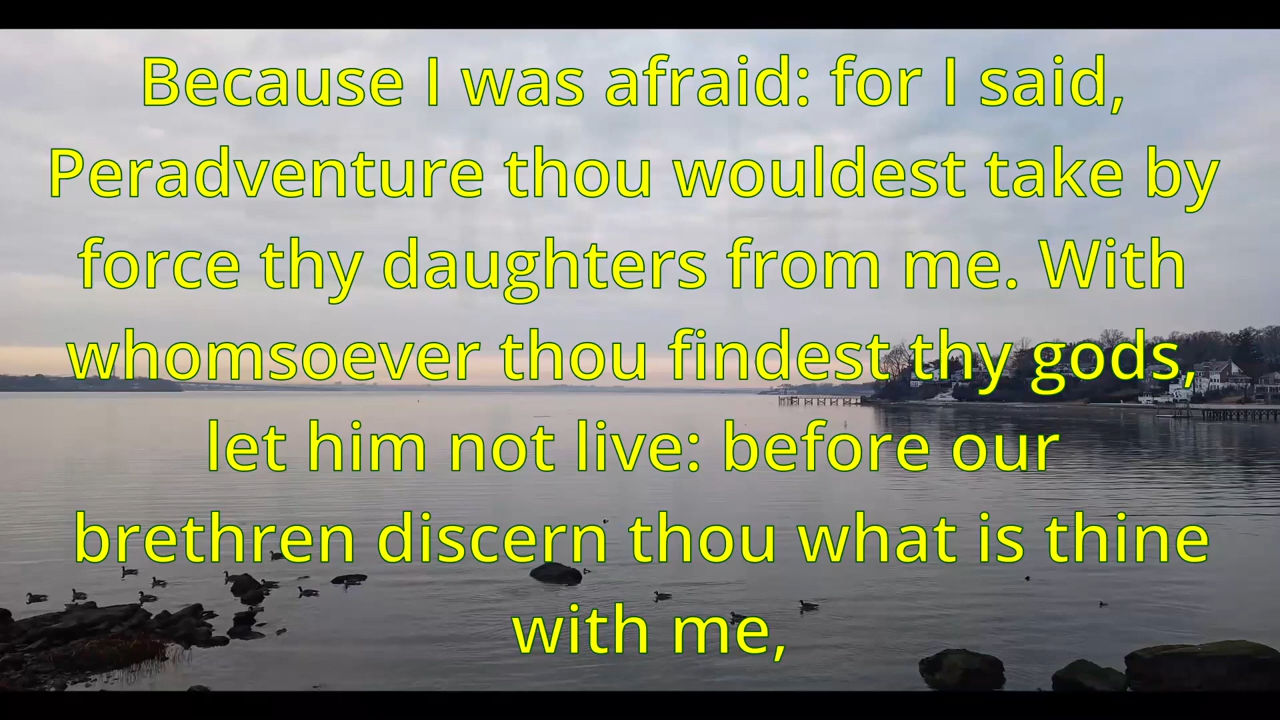 Because I was afraid: for I said,
Peradventure thou wouldest take by
force thy daughters from me. With
whomsoever thou findest thy gods,
let him not live: before our
brethren discern thou what is thine
with me,